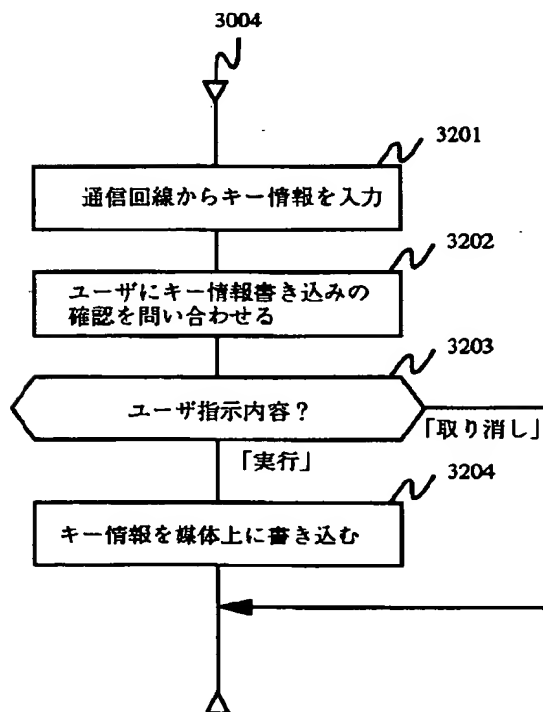 3004
3201
通信回線からキー情報を入力
3202
ユーザにキー情報書き込みの
確認を問い合わせる
3203
ユーザ指示内容？
「取り消し」
「実行」
3204
キー情報を媒体上に書き込む